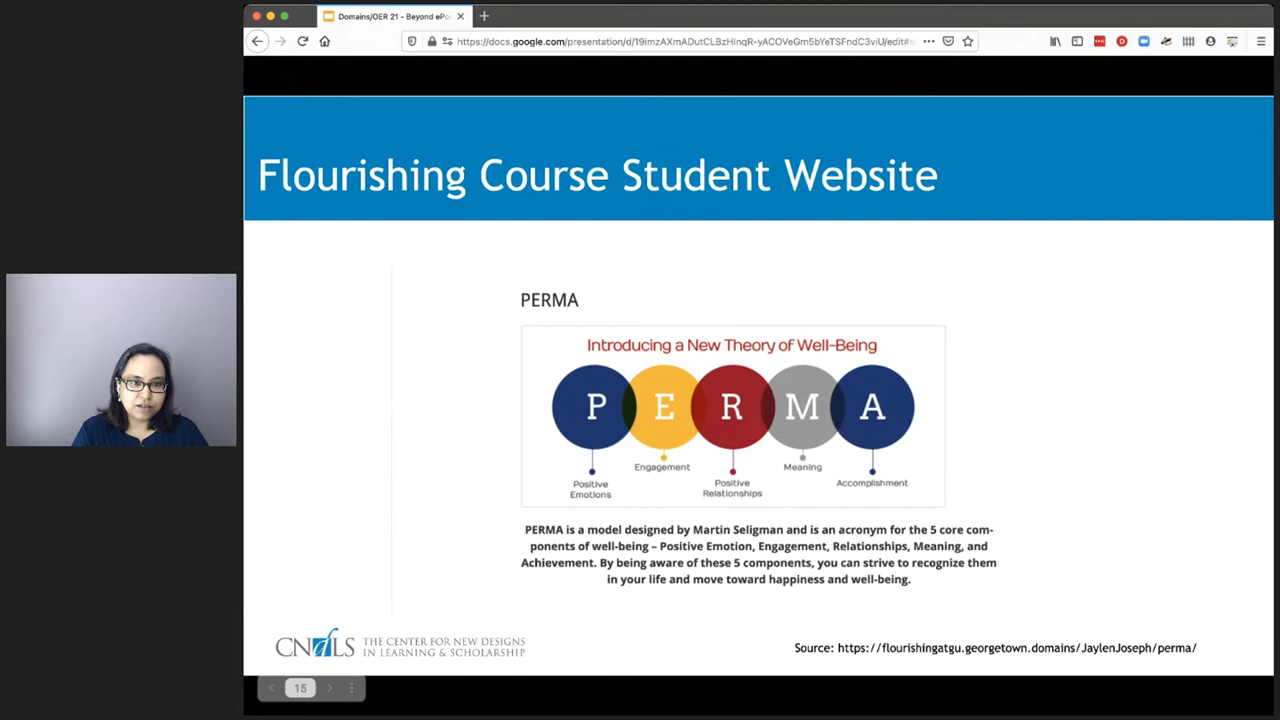 Domains/OER 21 - Beyond ePo
https://docs.google.com/presentation/d/19imzAXmADutCLBzHInqR-yACOVeGm5bYeTSFndC3viU/edit#s
Flourishing Course Student Website
PERMA
Introducing a New Theory of Well-Being
P E R M A
Positive Emotions
Engagement
Positive Relationships
Meaning
Accomplishment
PERMA is a model designed by Martin Seligman and is an acronym for the 5 core com-
ponents of well-being – Positive Emotion, Engagement, Relationships, Meaning, and
Achievement. By being aware of these 5 components, you can strive to recognize them
in your life and move toward happiness and well-being.
CNDLS THE CENTER FOR NEW DESIGNS
IN LEARNING & SCHOLARSHIP
Source: https://flourishingatgu.georgetown.domains/JaylenJoseph/perma/
15